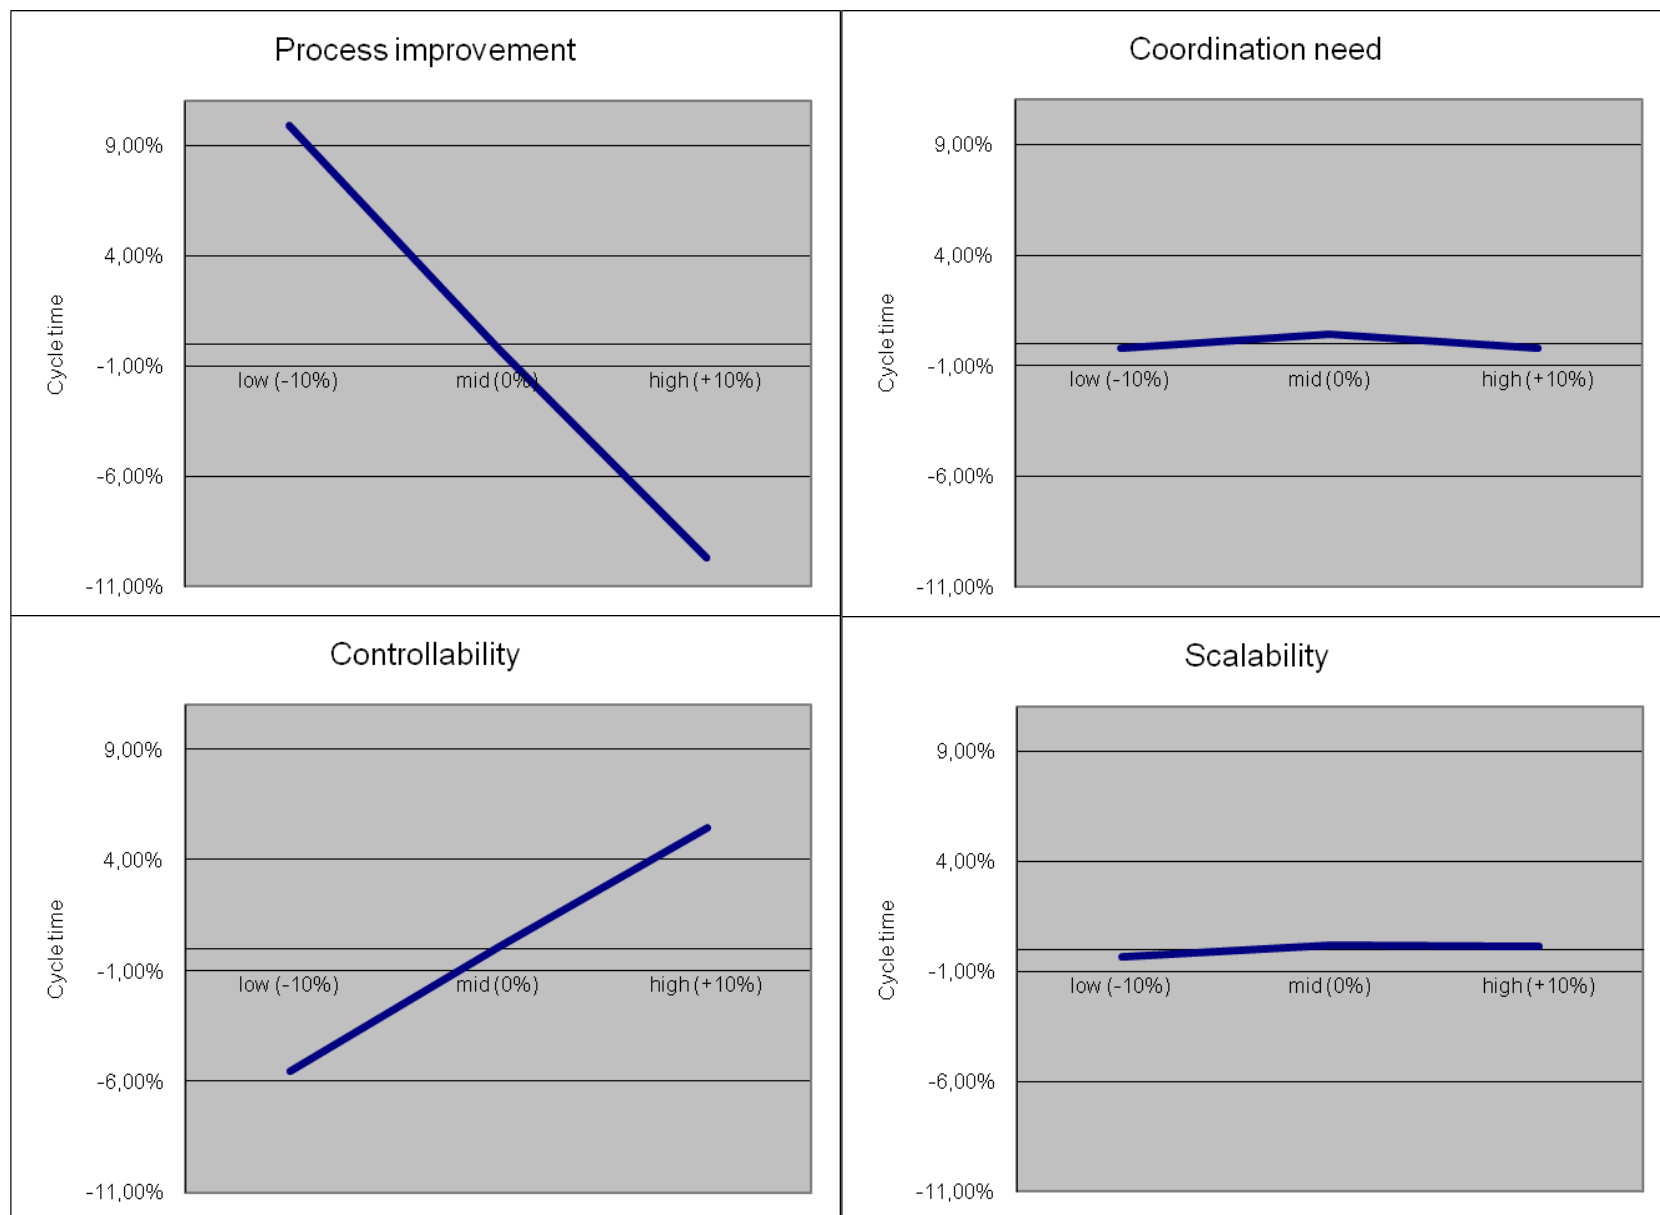 Process improvement
9,00%
4,00%
-1,00%
-6,00%
-11,00%
Cycle time
low (-10%)
mid (0%)
high (+10%)
Coordination need
9,00%
4,00%
-1,00%
-6,00%
-11,00%
Cycle time
low (-10%)
mid (0%)
high (+10%)
Controllability
9,00%
4,00%
-1,00%
-6,00%
-11,00%
Cycle time
low (-10%)
mid (0%)
high (+10%)
Scalability
9,00%
4,00%
-1,00%
-6,00%
-11,00%
Cycle time
low (-10%)
mid (0%)
high (+10%)